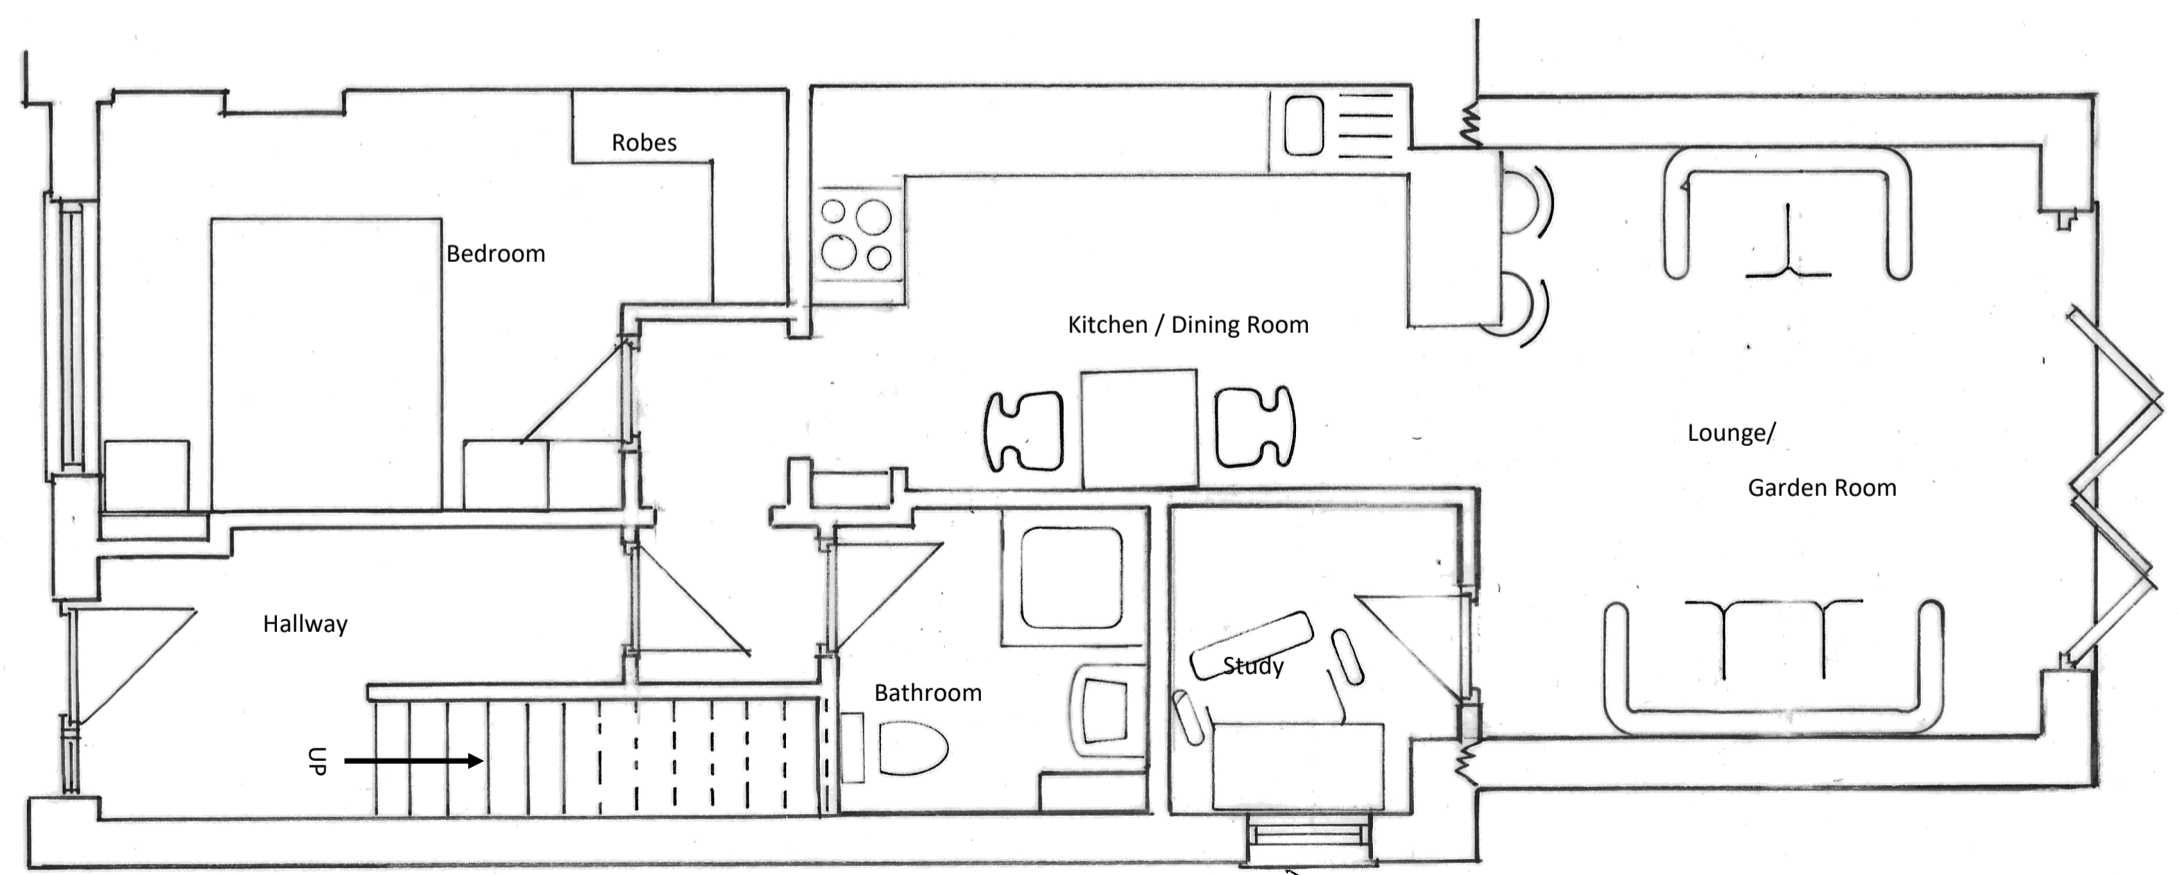 Robes
Bedroom
Kitchen / Dining Room
Lounge/
Garden Room
Hallway
Study
Bathroom
UP